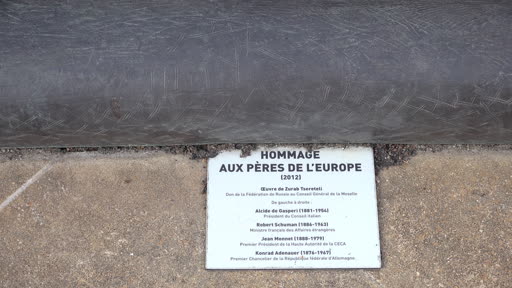 HOMMAGE
AUX PÈRES DE L'EUROPE
(2012)
Œuvre de Zurab Tsereteli
Don de la Fédération de Russie au Conseil Général de la Moselle
De gauche à droite :
Alcide de Gasperi (1881-1954)
Président du Conseil italien
Robert Schuman (1886-1963)
Ministre français des Affaires étrangères
Jean Monnet (1888-1979)
Premier Président de la Haute Autorité de la CECA
Konrad Adenauer (1876-1967)
Premier Chancelier de la République fédérale d'Allemagne